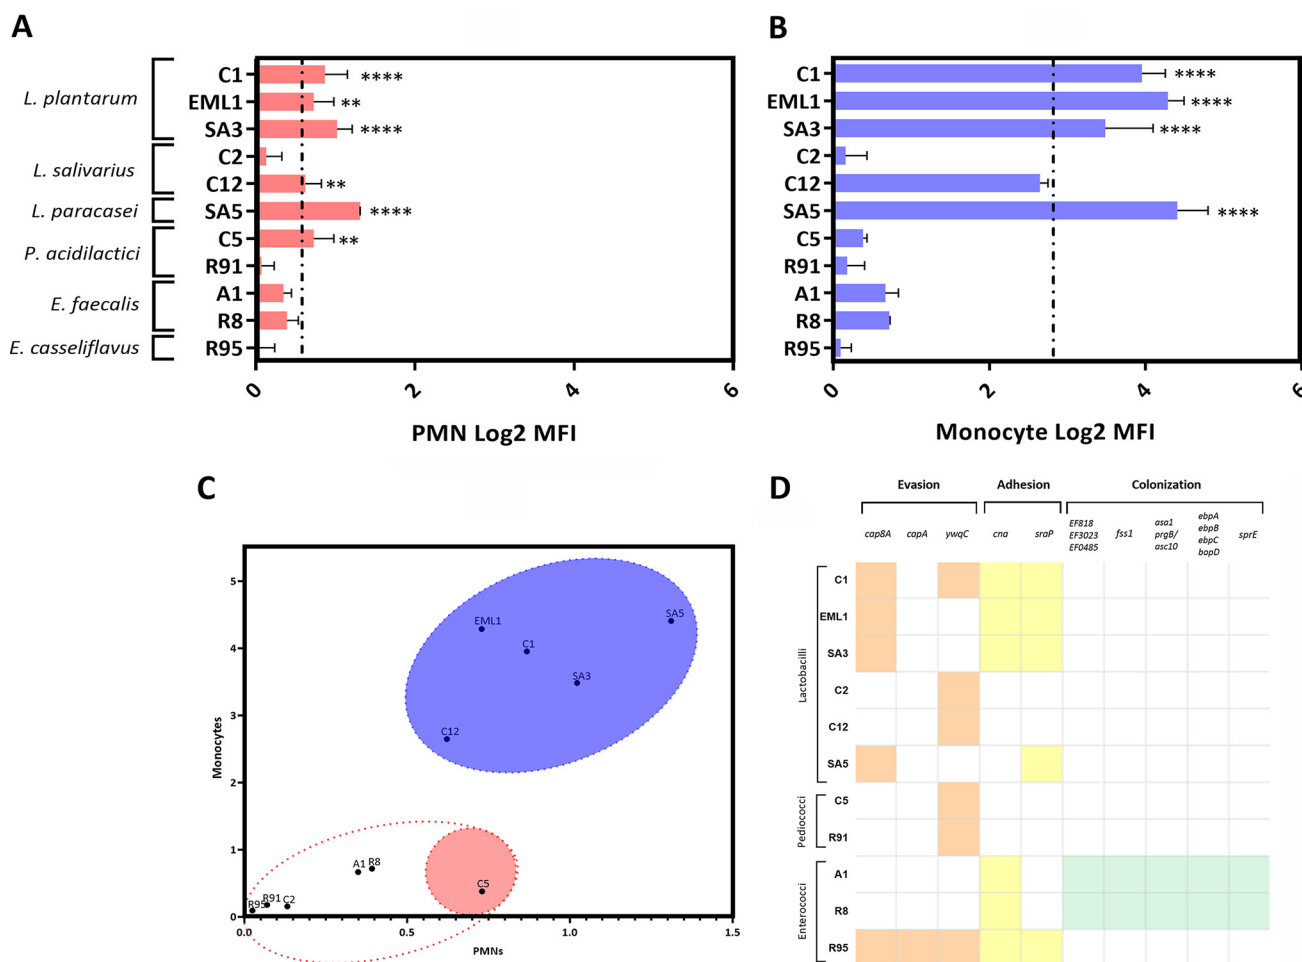 A
B
L. plantarum
L. salivarius
L. paracasei
P. acidilactici
E. faecalis
E. casseliflavus
C1 ****
EML1 **
SA3 ****
C2
C12 **
SA5 ****
C5 **
R91
A1
R8
R95
0 2 4 6
PMN Log2 MFI
C1 ****
EML1 ****
SA3 ****
C2
C12
SA5 ****
C5
R91
A1
R8
R95
0 2 4 6
Monocyte Log2 MFI
C
Monocytes
5
4
3
2
1
0
SA5
EML1
C1
SA3
C12
A1 R8
C5
R95 R91 C2
0.0 0.5 1.0 1.5
PMNs
D
Evasion Adhesion Colonization
cap8A capA ywqC cna sraP
EF818
EF3023
EF0485
fss1
asa1
prgB/
asc10
ebpA
ebpB
ebpC
bopD
sprE
Lactobacilli
C1
EML1
SA3
C2
C12
SA5
Pediococci
C5
R91
Enterococci
A1
R8
R95